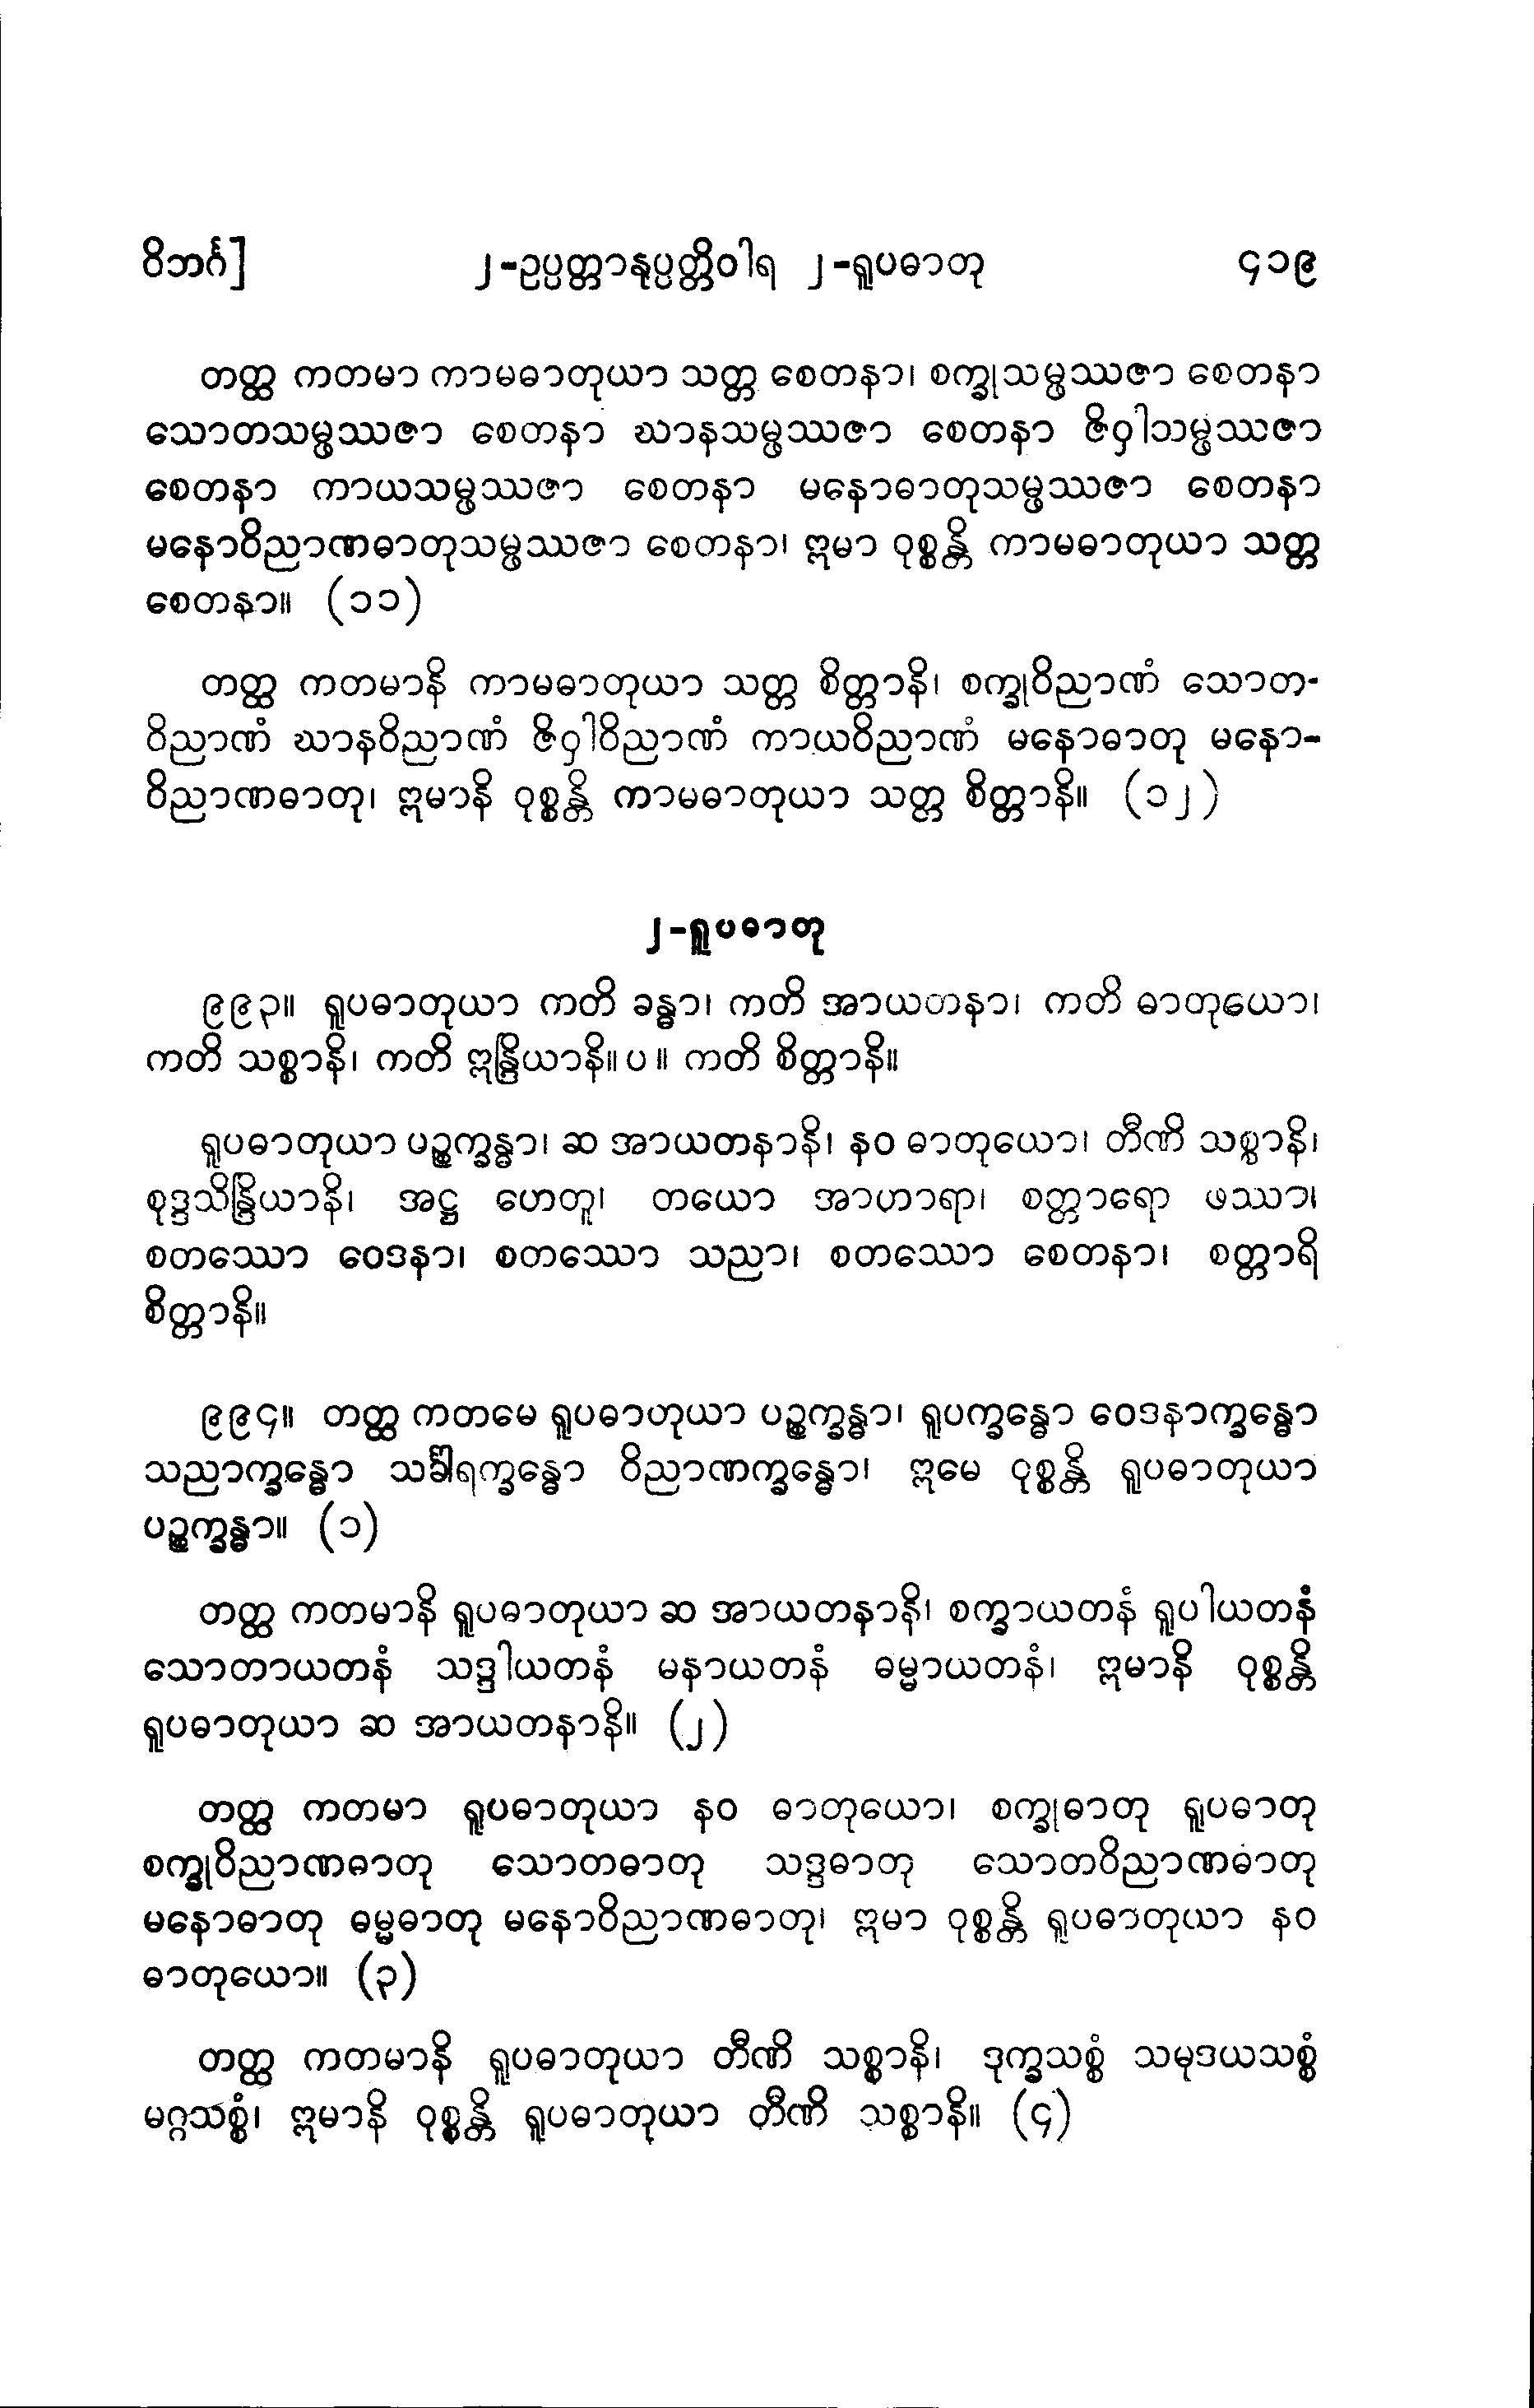 ဝိဘင်္ဂ]  ၂-ဥပ္ပတ္တာနုပ္ပတ္တိဝါရ ၂-ရူပဓာတု  ၄၁၉
တတ္ထ ကတမာ ကာမဓာတုယာ သတ္တ စေတနာ၊ စက္ခုသမ္ဖဿဇာ စေတနာ
သောတသမ္ဖဿဇာ စေတနာ ဃာနသမ္ဖဿဇာ စေတနာ ဇိဝှါသမ္ဖဿဇာ
စေတနာ ကာယသမ္ဖဿဇာ စေတနာ မနောဓာတုသမ္ဖဿဇာ စေတနာ
မနောဝိညာဏဓာတုသမ္ဖဿဇာ စေတနာ၊ ဣမာ ဝုစ္စန္တိ ကာမဓာတုယာ သတ္တ
စေတနာ။ (၁၁)
တတ္ထ ကတမာနိ ကာမဓာတုယာ သတ္တ စိတ္တာနိ၊ စက္ခုဝိညာဏံ သောတ-
ဝိညာဏံ ဃာနဝိညာဏံ ဇိဝှါဝိညာဏံ ကာယဝိညာဏံ မနောဓာတု မနော-
ဝိညာဏဓာတု၊ ဣမာနိ ဝုစ္စန္တိ ကာမဓာတုယာ သတ္တ စိတ္တာနိ။ (၁၂)
၂-ရူပဓာတု
၉၉၃။ ရူပဓာတုယာ ကတိ ခန္ဓာ၊ ကတိ အာယတနာ၊ ကတိ ဓာတုယော၊
ကတိ သစ္စာနိ၊ ကတိ ဣန္ဒြိယာနိ။ ပ ။ ကတိ စိတ္တာနိ။
ရူပဓာတုယာ ပဉ္စက္ခန္ဓာ၊ ဆ အာယတနာနိ၊ နဝ ဓာတုယော၊ တီဏိ သစ္စာနိ၊
စုဒ္ဒသိန္ဒြိယာနိ၊ အဋ္ဌ ဟေတူ၊ တယော အာဟာရာ၊ စတ္တာရော ဖဿာ၊
စတဿော ဝေဒနာ၊ စတဿော သညာ၊ စတဿော စေတနာ၊ စတ္တာရိ
စိတ္တာနိ။
၉၉၄။ တတ္ထ ကတမေ ရူပဓာတုယာ ပဉ္စက္ခန္ဓာ၊ ရူပက္ခန္ဓော ဝေဒနာက္ခန္ဓော
သညာက္ခန္ဓော သင်္ခါရက္ခန္ဓော ဝိညာဏက္ခန္ဓော၊ ဣမေ ဝုစ္စန္တိ ရူပဓာတုယာ
ပဉ္စက္ခန္ဓာ။ (၁)
တတ္ထ ကတမာနိ ရူပဓာတုယာ ဆ အာယတနာနိ၊ စက္ခာယတနံ ရူပါယတနံ
သောတာယတနံ သဒ္ဒါယတနံ မနာယတနံ ဓမ္မာယတနံ၊ ဣမာနိ ဝုစ္စန္တိ
ရူပဓာတုယာ ဆ အာယတနာနိ။ (၂)
တတ္ထ ကတမာ ရူပဓာတုယာ နဝ ဓာတုယော၊ စက္ခုဓာတု ရူပဓာတု
စက္ခုဝိညာဏဓာတု သောတဓာတု သဒ္ဒဓာတု သောတဝိညာဏဓာတု
မနောဓာတု ဓမ္မဓာတု မနောဝိညာဏဓာတု၊ ဣမာ ဝုစ္စန္တိ ရူပဓာတုယာ နဝ
ဓာတုယော။ (၃)
တတ္ထ ကတမာနိ ရူပဓာတုယာ တီဏိ သစ္စာနိ၊ ဒုက္ခသစ္စံ သမုဒယသစ္စံ
မဂ္ဂသစ္စံ၊ ဣမာနိ ဝုစ္စန္တိ ရူပဓာတုယာ တီဏိ သစ္စာနိ။ (၄)